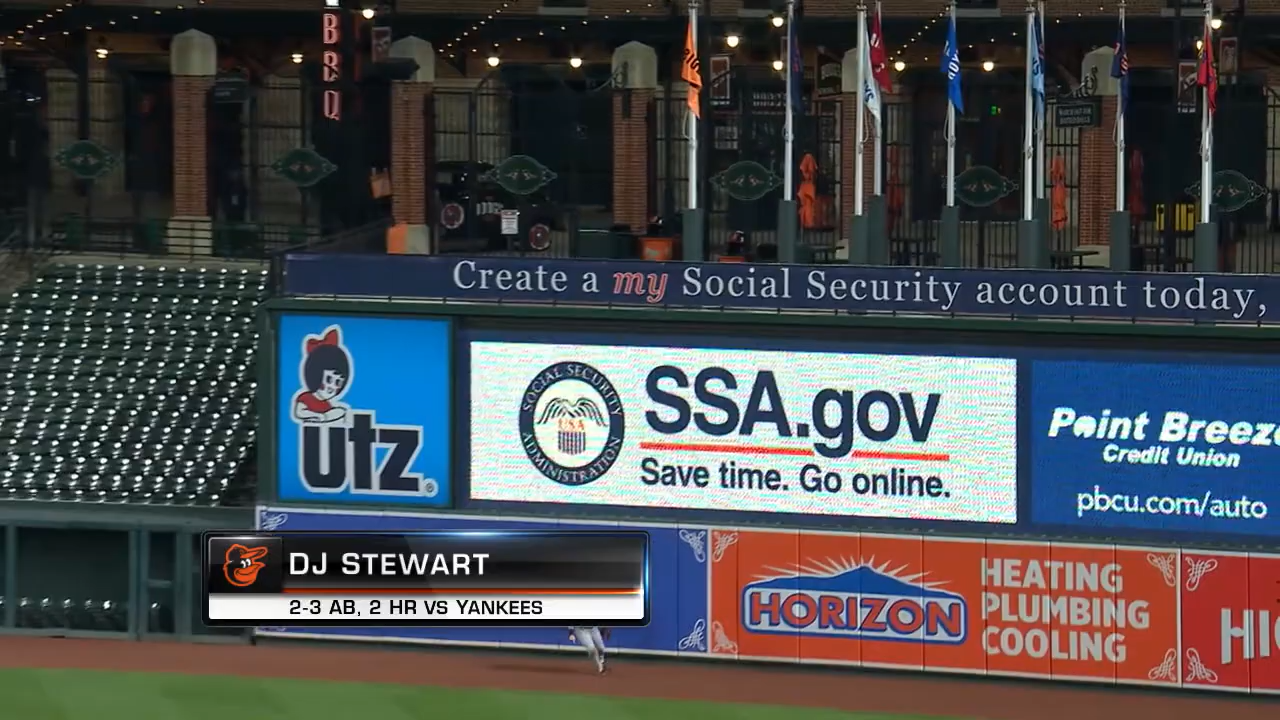 BBQ
Create a my Social Security account today,
utz
SOCIAL SECURITY ADMINISTRATION
USA
SSA.gov
Save time. Go online.
Point Breeze
Credit Union
pbcu.com/auto
DJ STEWART
2-3 AB, 2 HR VS YANKEES
HORIZON
HEATING
PLUMBING
COOLING